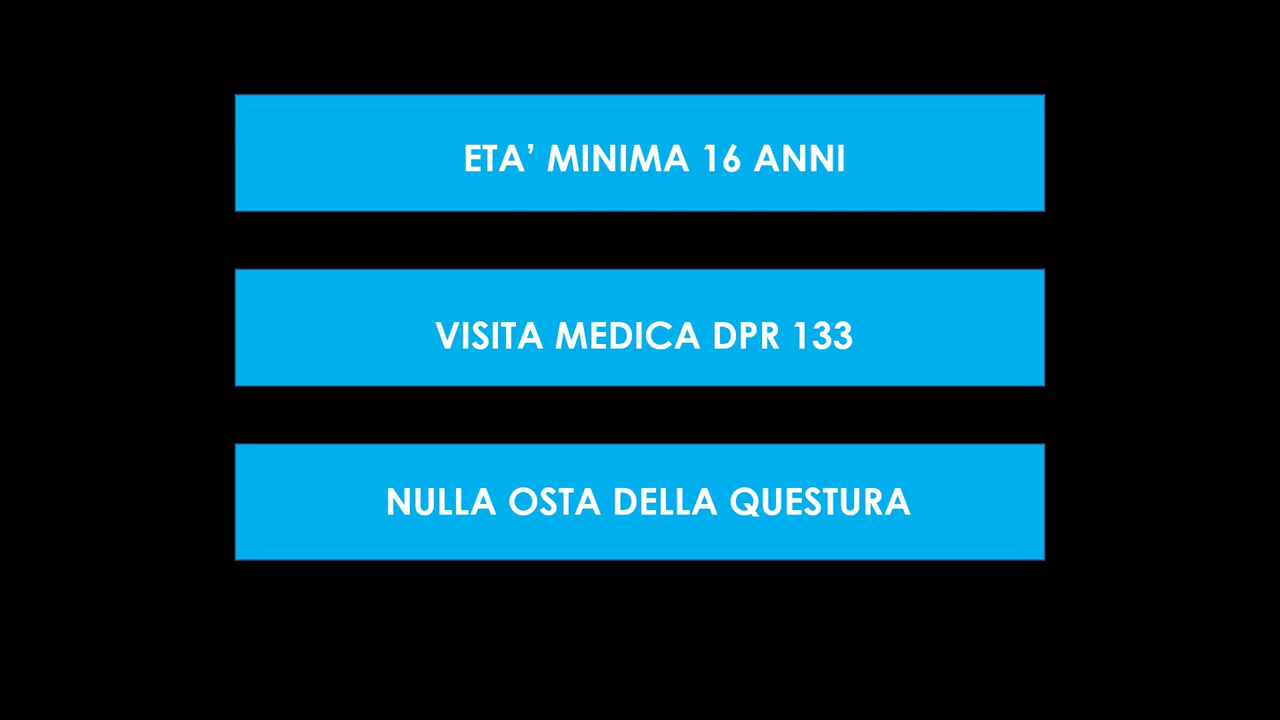 ETA’ MINIMA 16 ANNI
VISITA MEDICA DPR 133
NULLA OSTA DELLA QUESTURA